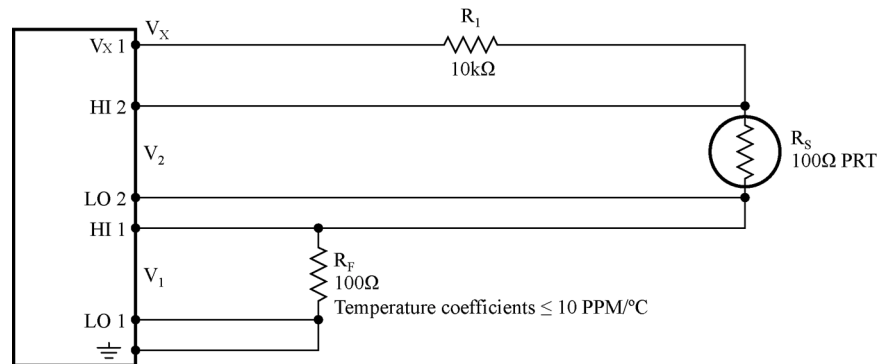 V_X
V_X 1
R_1
10kΩ
HI 2
V_2
R_S
100Ω PRT
LO 2
HI 1
V_1
R_F
100Ω
Temperature coefficients ≤ 10 PPM/ºC
LO 1